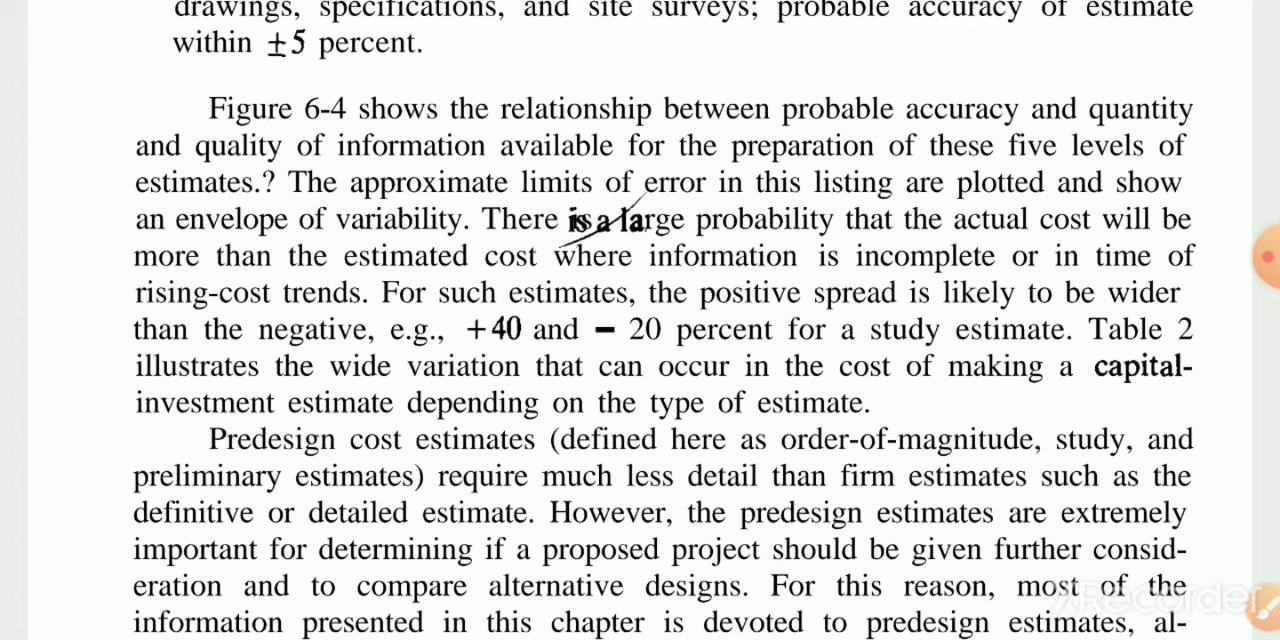 drawings, specifications, and site surveys; probable accuracy of estimate
within ±5 percent.
Figure 6-4 shows the relationship between probable accuracy and quantity
and quality of information available for the preparation of these five levels of
estimates.? The approximate limits of error in this listing are plotted and show
an envelope of variability. There is a large probability that the actual cost will be
more than the estimated cost where information is incomplete or in time of
rising-cost trends. For such estimates, the positive spread is likely to be wider
than the negative, e.g., +40 and − 20 percent for a study estimate. Table 2
illustrates the wide variation that can occur in the cost of making a capital-
investment estimate depending on the type of estimate.
Predesign cost estimates (defined here as order-of-magnitude, study, and
preliminary estimates) require much less detail than firm estimates such as the
definitive or detailed estimate. However, the predesign estimates are extremely
important for determining if a proposed project should be given further consid-
eration and to compare alternative designs. For this reason, most of the
information presented in this chapter is devoted to predesign estimates, al-
XRecorder